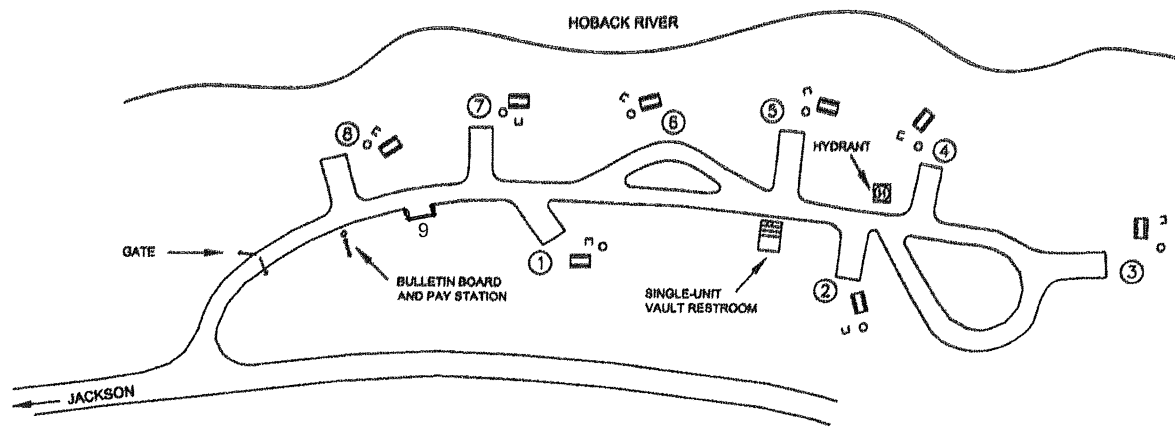 HOBACK RIVER
7
6
5
8
HYDRANT
4
GATE
9
1
BULLETIN BOARD
AND PAY STATION
SINGLE-UNIT
VAULT RESTROOM
2
3
JACKSON